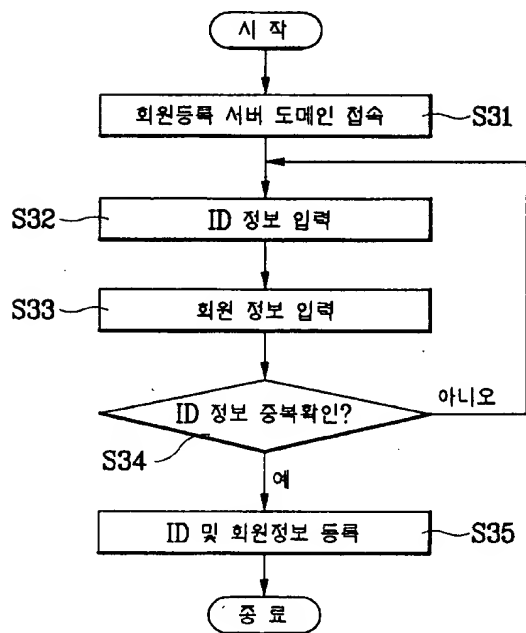 시 작
회원등록 서버 도메인 접속
S31
S32
ID 정보 입력
S33
회원 정보 입력
ID 정보 중복확인?
아니오
S34
예
ID 및 회원정보 등록
S35
종 료